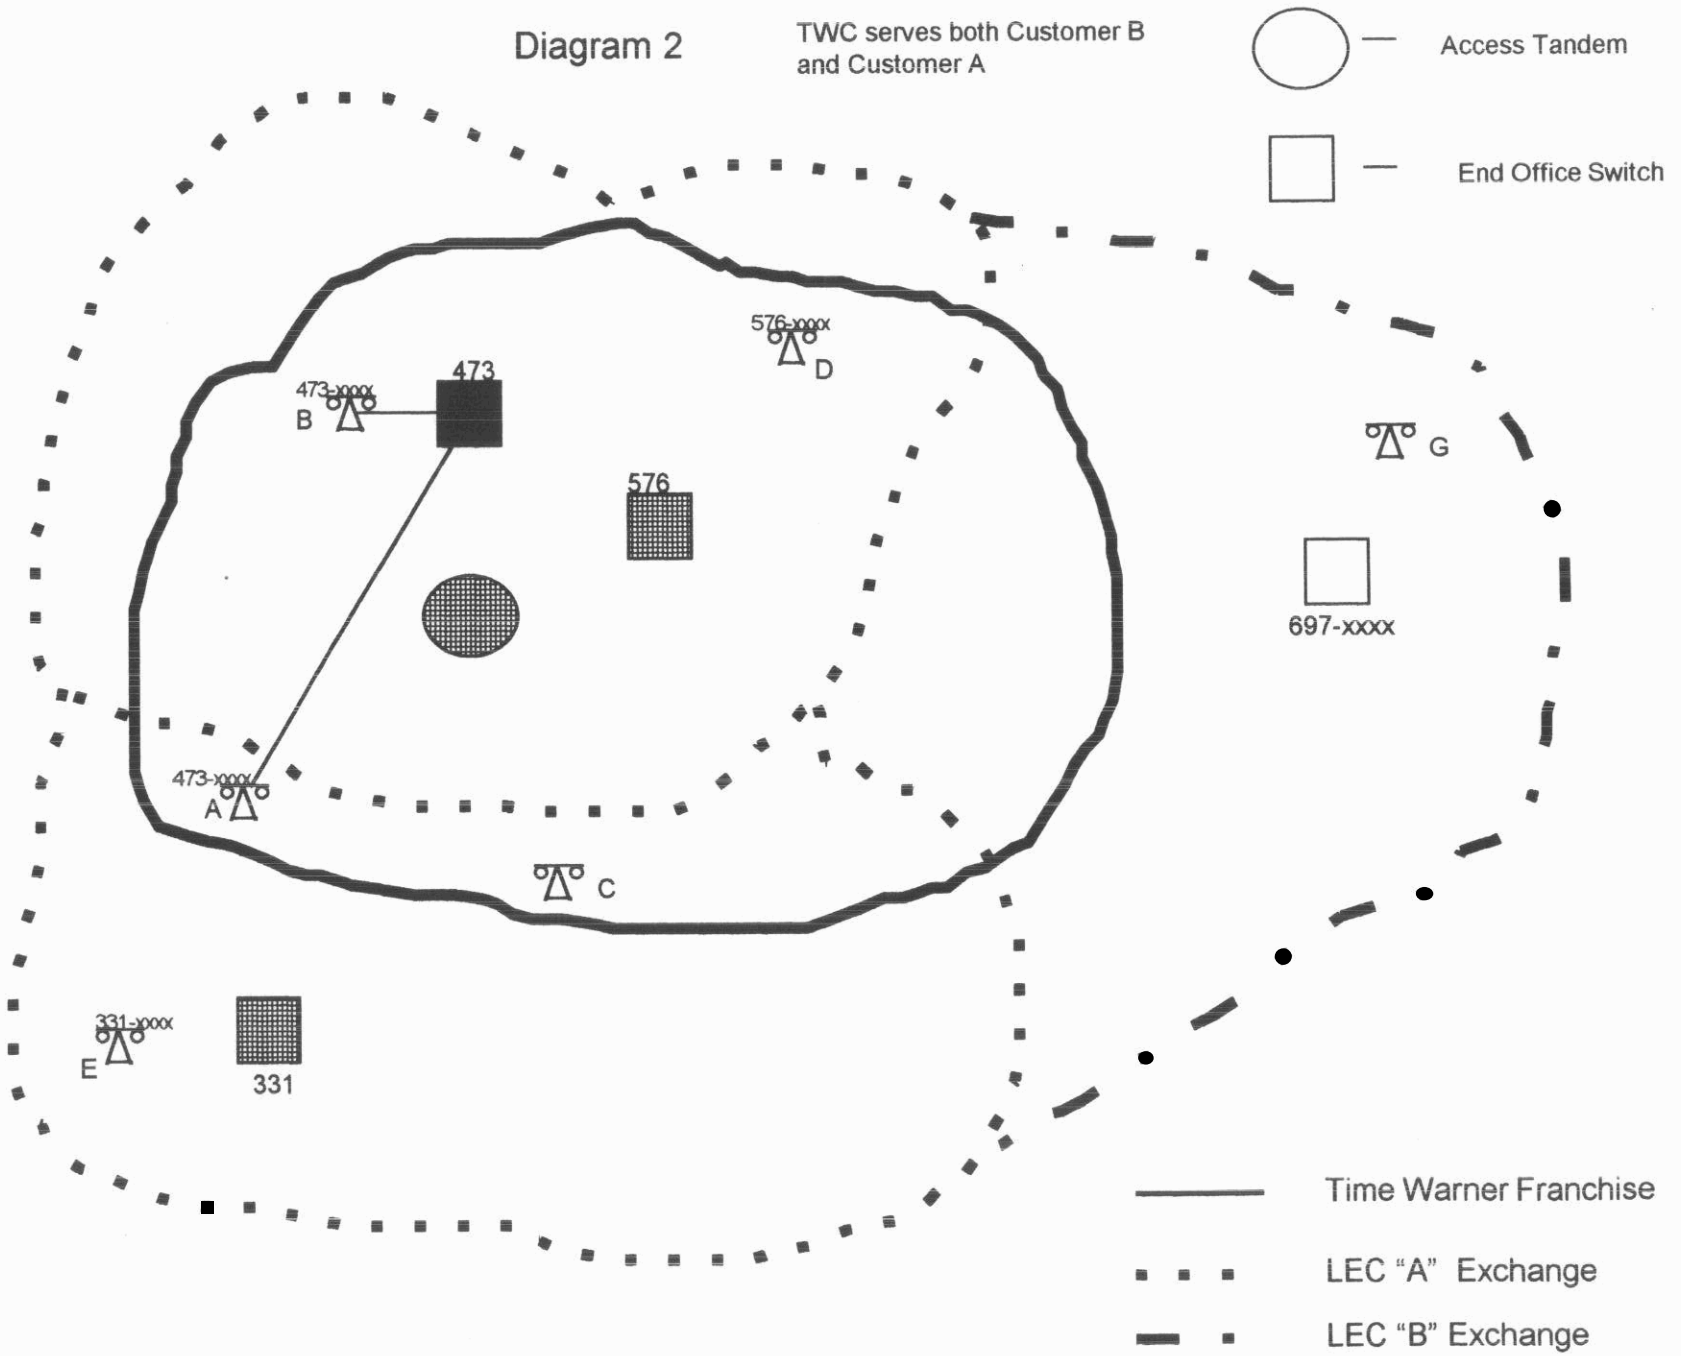 Diagram 2
TWC serves both Customer B
and Customer A
Access Tandem
End Office Switch
576-xxxx
D
473
473-xxxx
B
G
576
697-xxxx
473-xxxx
A
C
331-xxxx
E
331
Time Warner Franchise
LEC “A” Exchange
LEC “B” Exchange